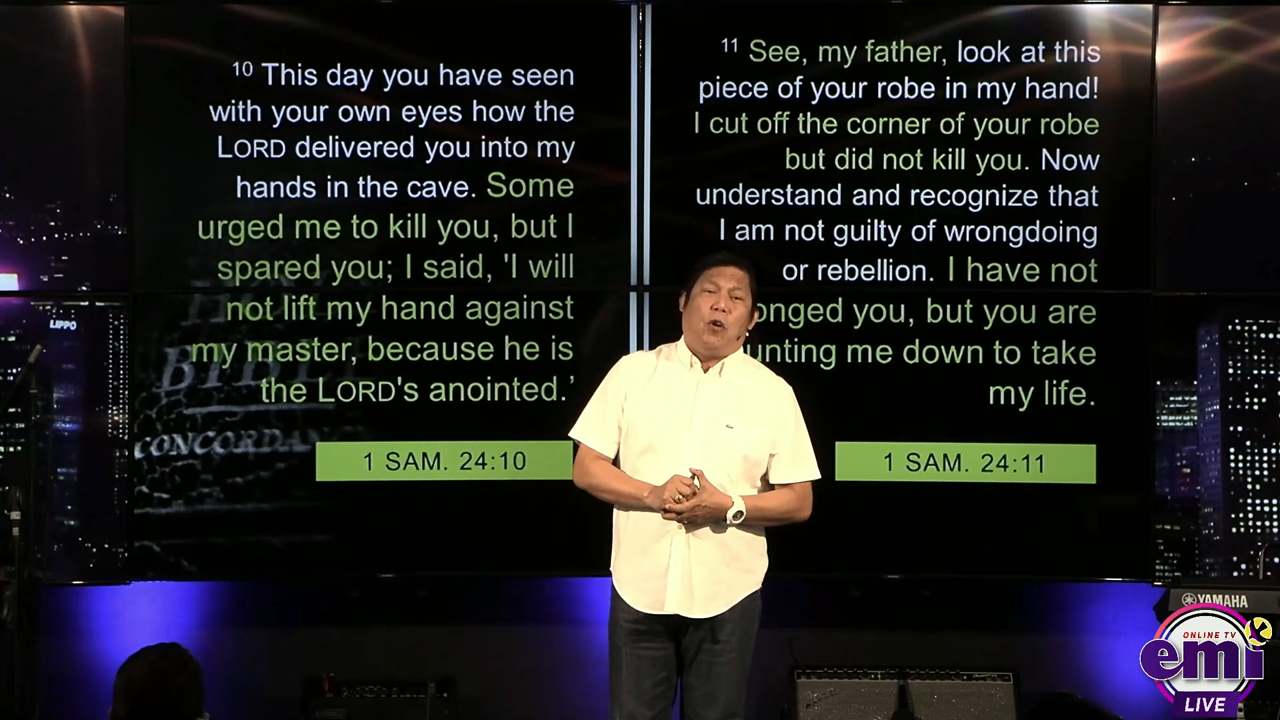 10 This day you have seen
with your own eyes how the
LORD delivered you into my
hands in the cave. Some
urged me to kill you, but I
spared you; I said, 'I will
not lift my hand against
my master, because he is
the LORD's anointed.'
1 SAM. 24:10
11 See, my father, look at this
piece of your robe in my hand!
I cut off the corner of your robe
but did not kill you. Now
understand and recognize that
I am not guilty of wrongdoing
or rebellion. I have not
onged you, but you are
unting me down to take
my life.
1 SAM. 24:11
LIPPO
BIBLE
CONCORDAN
YAMAHA
ONLINE TV
emi
LIVE